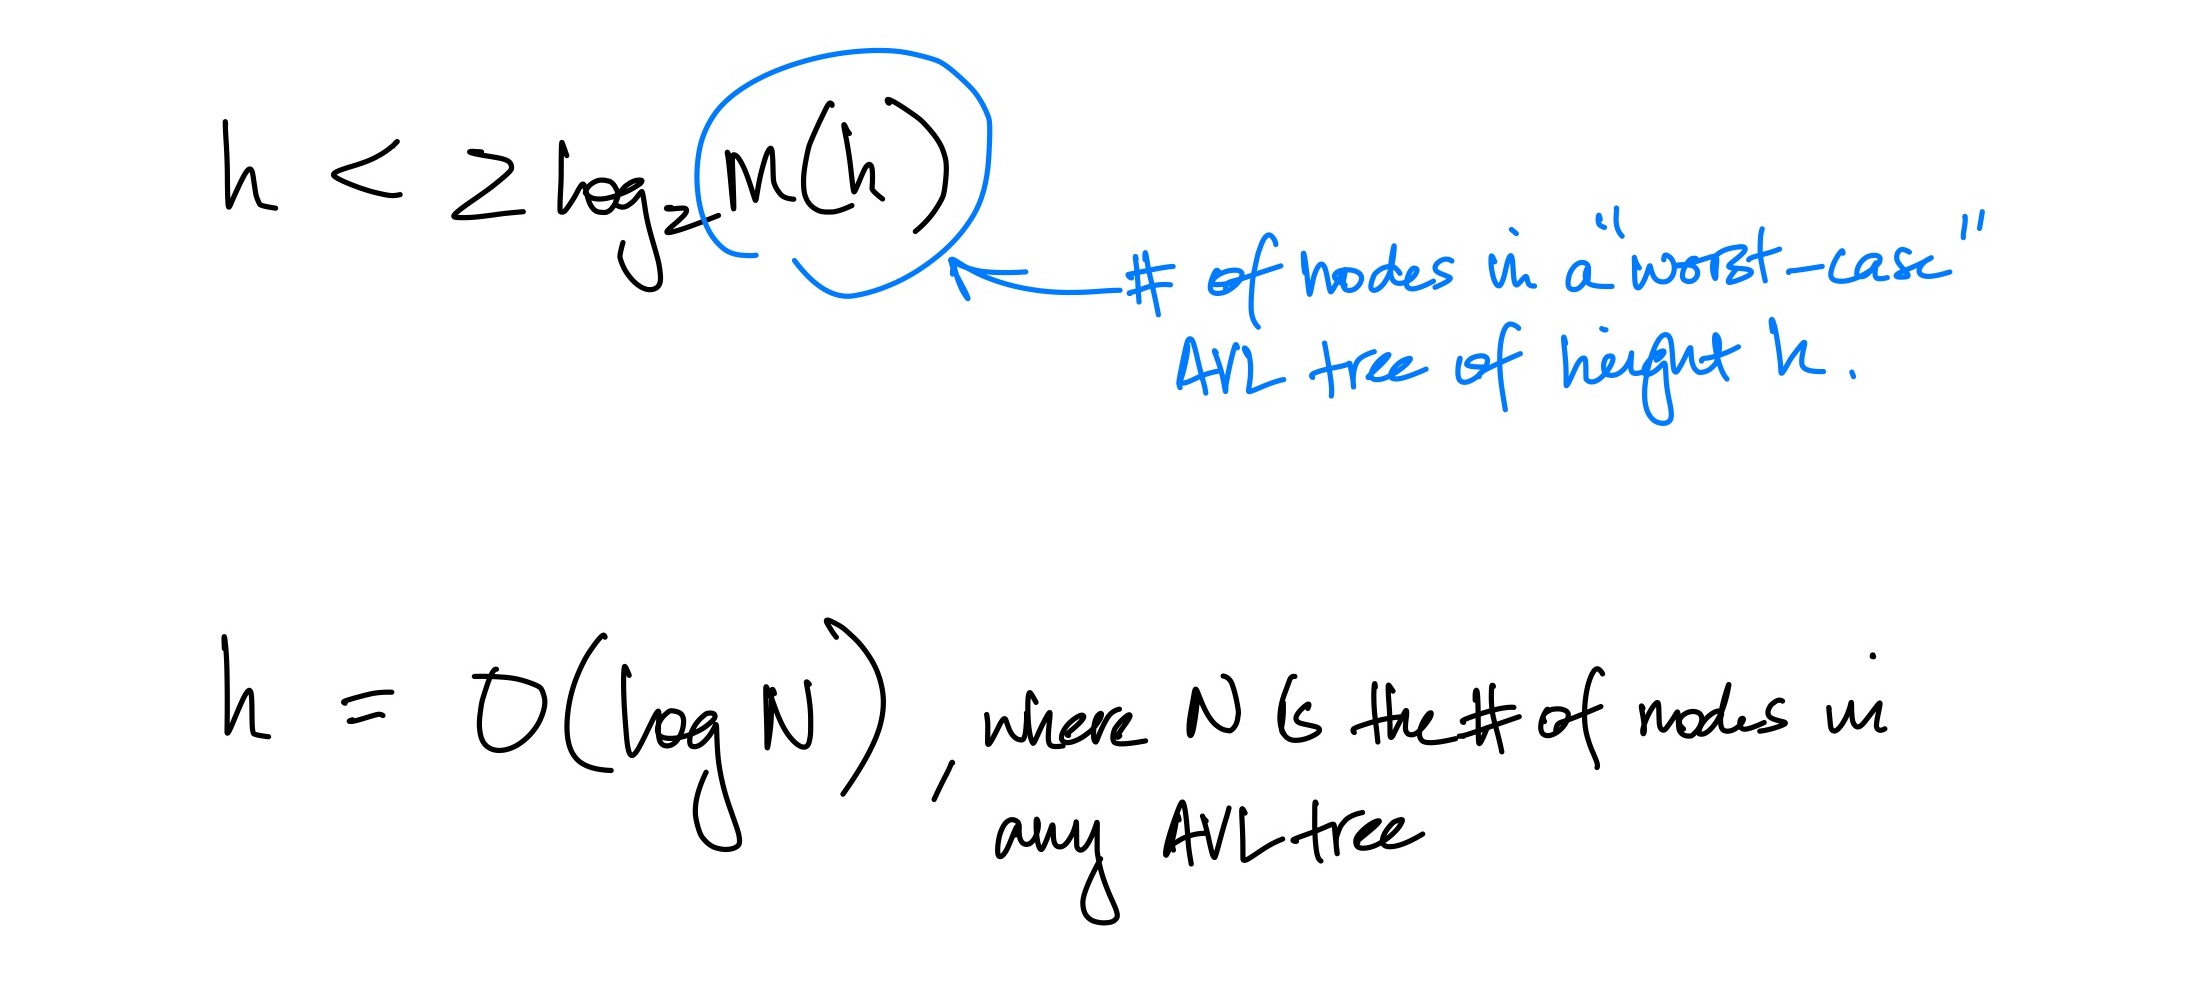 h < 2 log₂ M(h)
# of nodes in a "worst-case"
AVL tree of height h.
h = O(log N), where N is the # of nodes in
any AVL tree